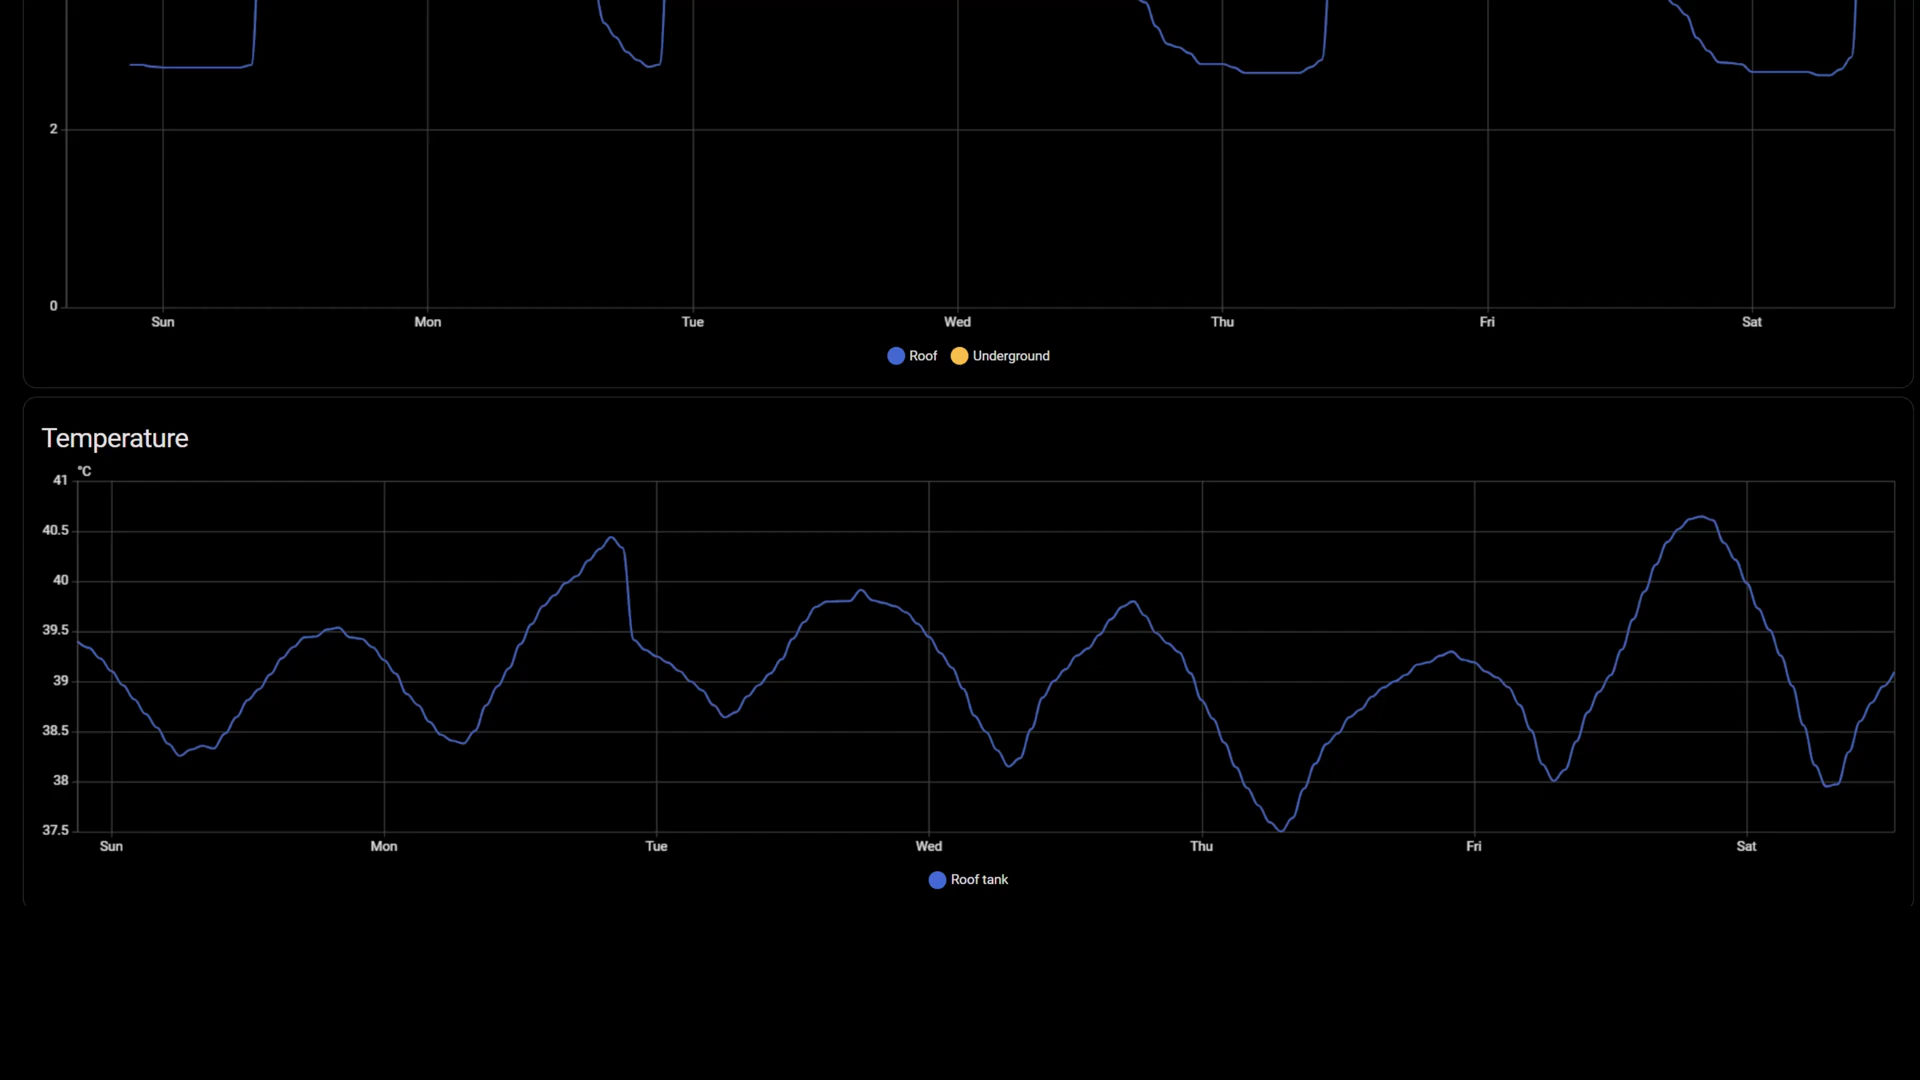 2
0
Sun Mon Tue Wed Thu Fri Sat
Roof Underground
Temperature
°C
41
40.5
40
39.5
39
38.5
38
37.5
Sun Mon Tue Wed Thu Fri Sat
Roof tank